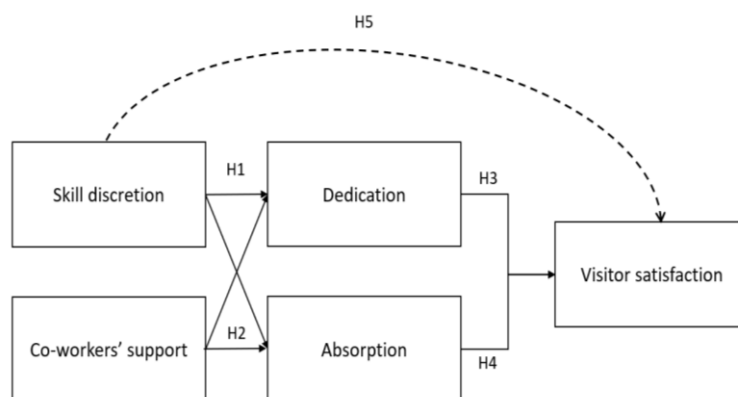 H5
H1
H3
Skill discretion
Dedication
Visitor satisfaction
H2
Co-workers' support
Absorption
H4